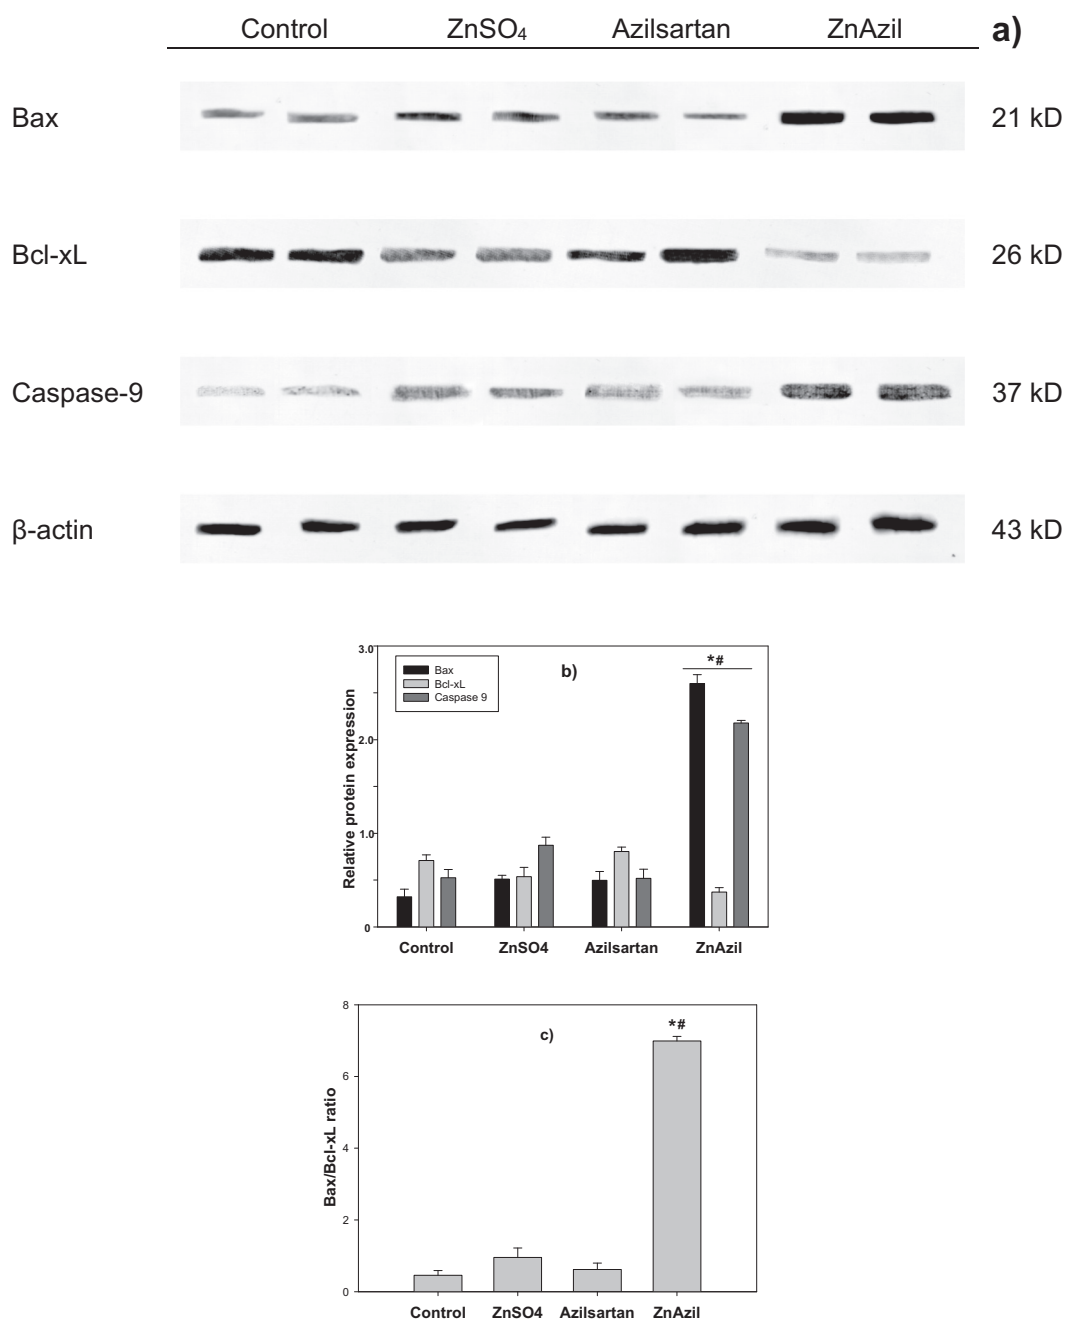 Control ZnSO4 Azilsartan ZnAzil a)
Bax 21 kD
Bcl-xL 26 kD
Caspase-9 37 kD
β-actin 43 kD
3.0
*#
b)
Bax
Bcl-xL
Caspase 9
2.0
1.0
0
Relative protein expression
Control ZnSO4 Azilsartan ZnAzil
8
*#
c)
6
4
2
0
Bax/Bcl-xL ratio
Control ZnSO4 Azilsartan ZnAzil